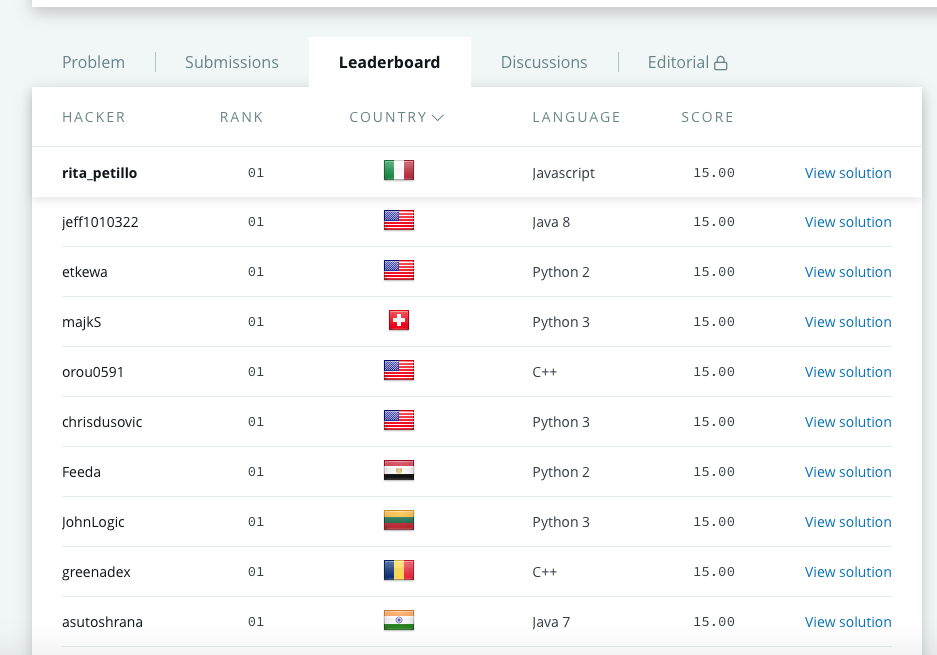 Problem Submissions Leaderboard Discussions Editorial
HACKER RANK COUNTRY LANGUAGE SCORE
rita_petillo 01 Javascript 15.00 View solution
jeff1010322 01 Java 8 15.00 View solution
etkewa 01 Python 2 15.00 View solution
majkS 01 Python 3 15.00 View solution
orou0591 01 C++ 15.00 View solution
chrisdusovic 01 Python 3 15.00 View solution
Feeda 01 Python 2 15.00 View solution
JohnLogic 01 Python 3 15.00 View solution
greenadex 01 C++ 15.00 View solution
asutoshrana 01 Java 7 15.00 View solution